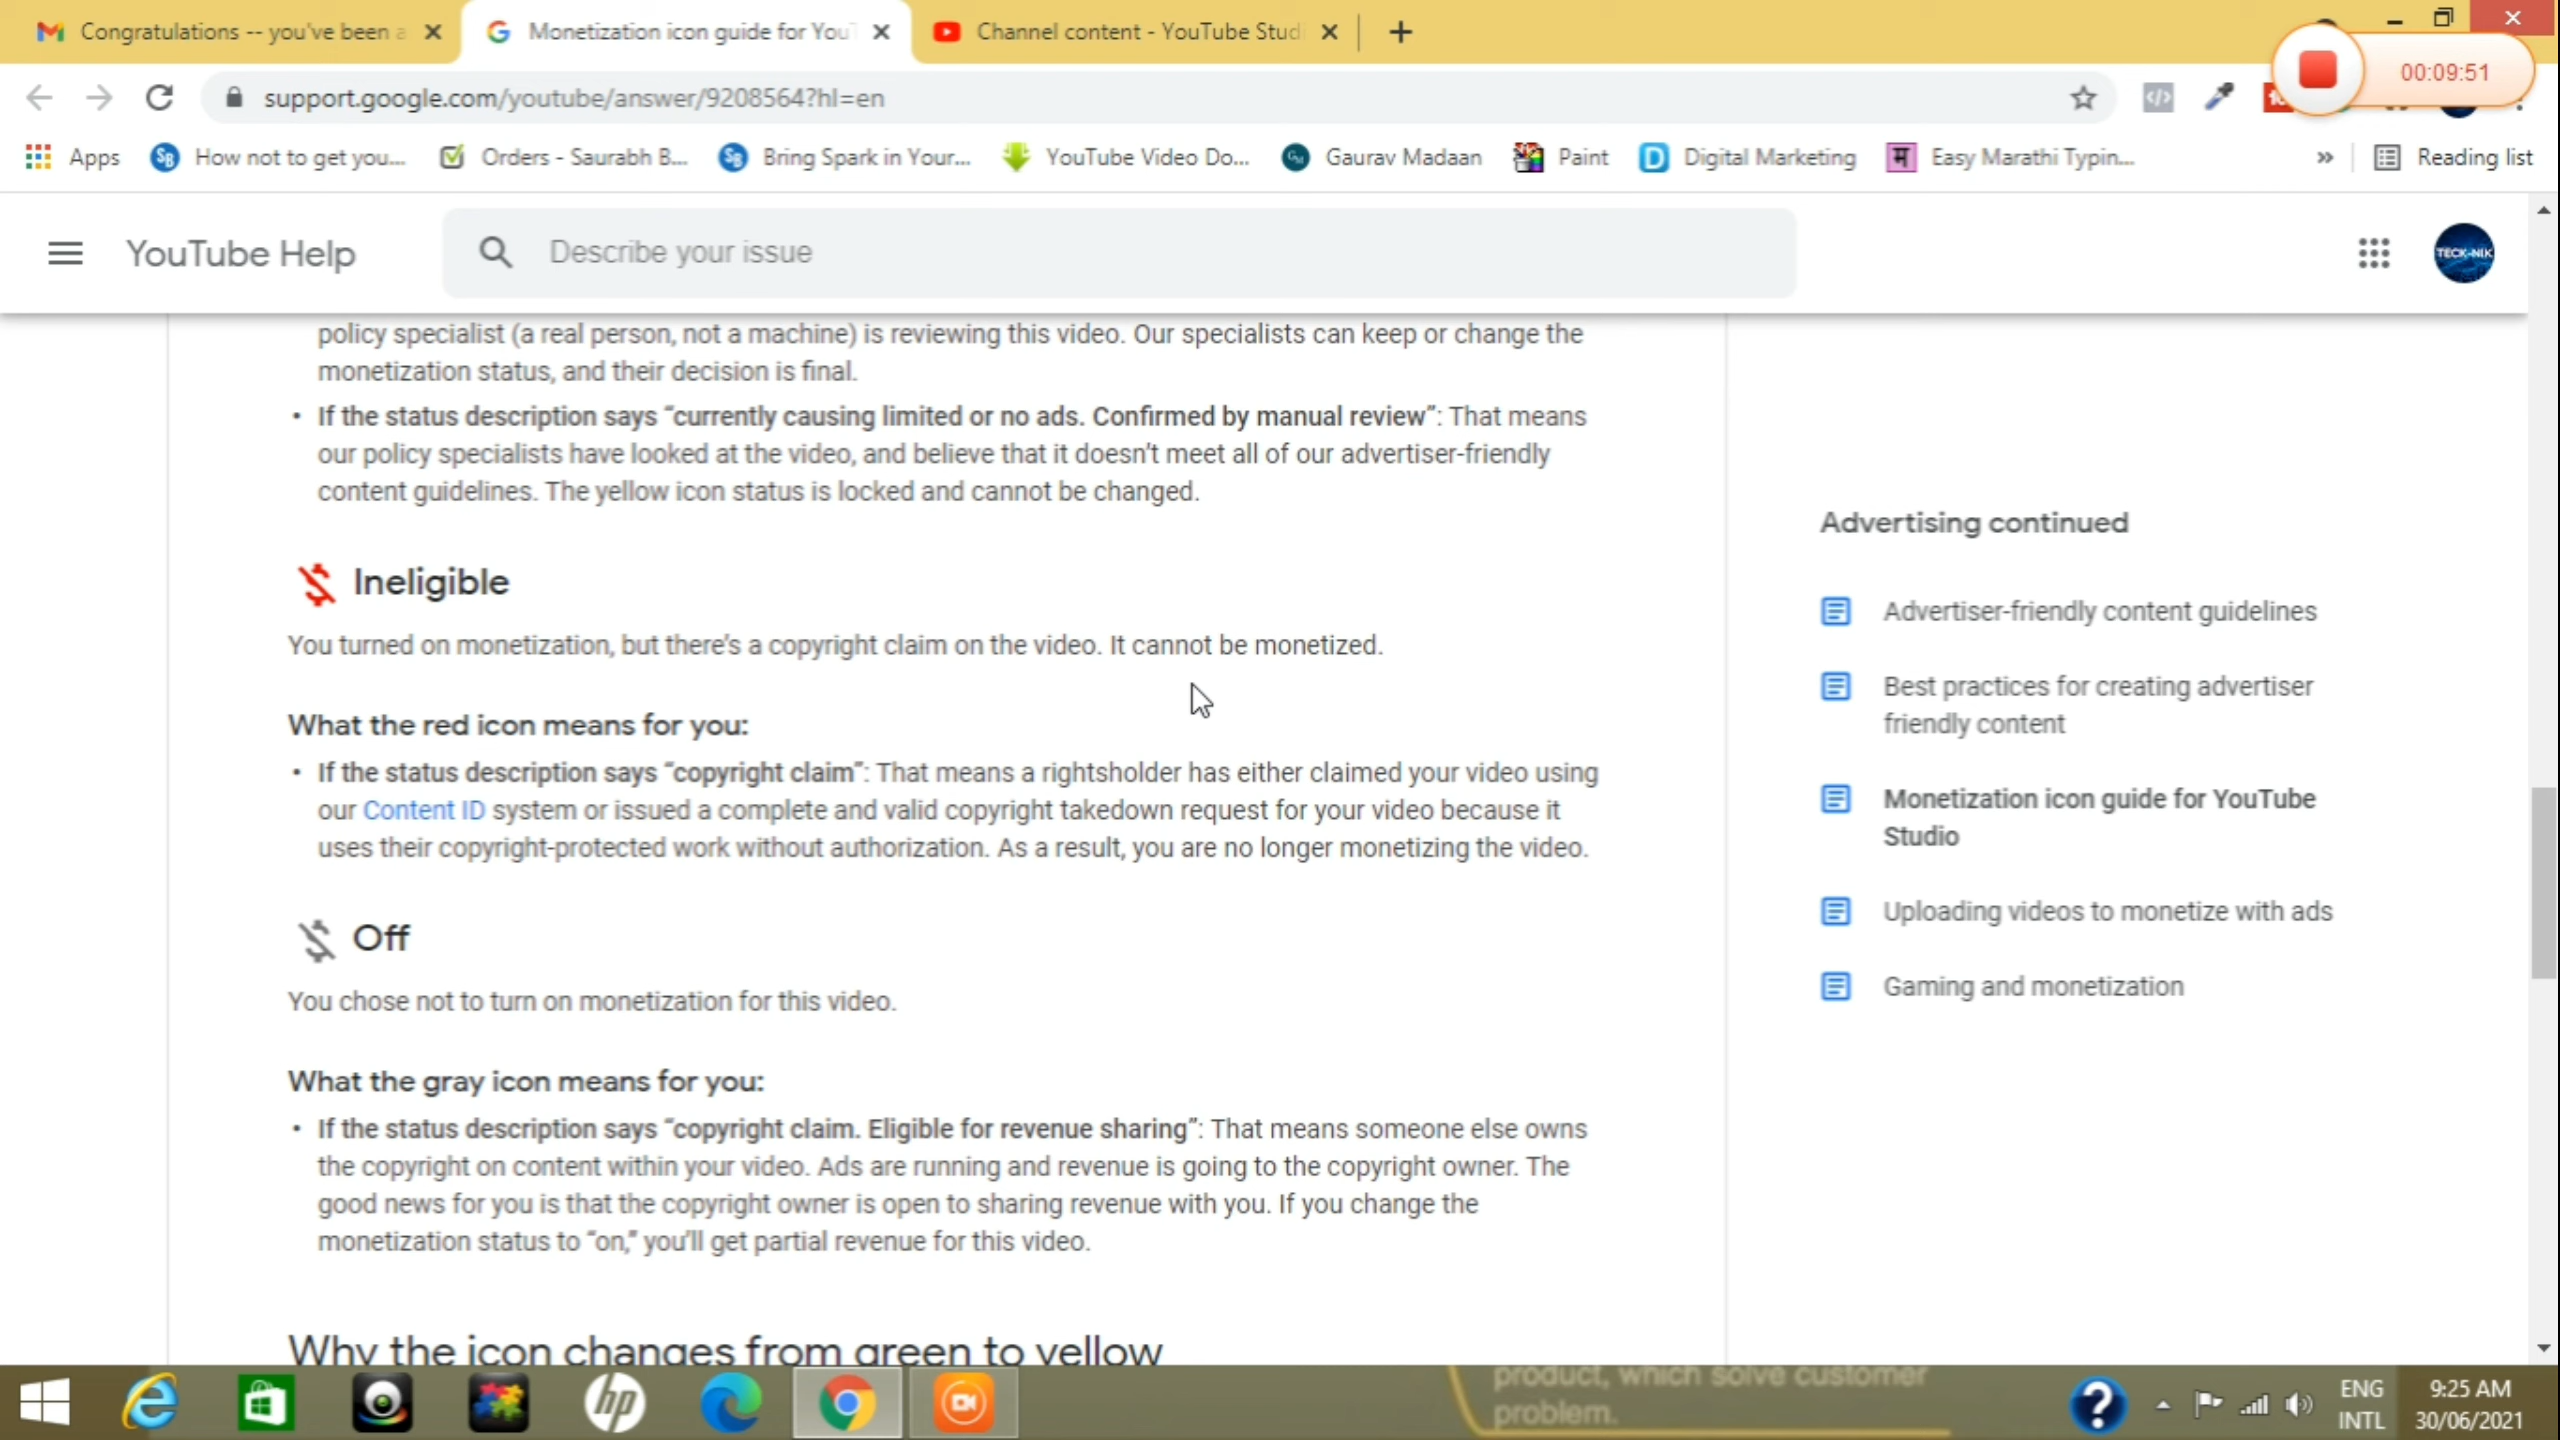 Congratulations -- you've been a
Monetization icon guide for YouT
Channel content - YouTube Studi
00:09:51
support.google.com/youtube/answer/9208564?hl=en
Apps
How not to get you...
Orders - Saurabh B...
Bring Spark in Your...
YouTube Video Do...
Gaurav Madaan
Paint
Digital Marketing
Easy Marathi Typin...
»
Reading list
YouTube Help
Describe your issue
TECK-NIK
policy specialist (a real person, not a machine) is reviewing this video. Our specialists can keep or change the
monetization status, and their decision is final.
• If the status description says “currently causing limited or no ads. Confirmed by manual review”: That means
our policy specialists have looked at the video, and believe that it doesn’t meet all of our advertiser-friendly
content guidelines. The yellow icon status is locked and cannot be changed.
Ineligible
You turned on monetization, but there’s a copyright claim on the video. It cannot be monetized.
What the red icon means for you:
• If the status description says “copyright claim”: That means a rightsholder has either claimed your video using
our Content ID system or issued a complete and valid copyright takedown request for your video because it
uses their copyright-protected work without authorization. As a result, you are no longer monetizing the video.
Off
You chose not to turn on monetization for this video.
What the gray icon means for you:
• If the status description says “copyright claim. Eligible for revenue sharing”: That means someone else owns
the copyright on content within your video. Ads are running and revenue is going to the copyright owner. The
good news for you is that the copyright owner is open to sharing revenue with you. If you change the
monetization status to “on,” you’ll get partial revenue for this video.
Why the icon changes from green to yellow
Advertising continued
Advertiser-friendly content guidelines
Best practices for creating advertiser
friendly content
Monetization icon guide for YouTube
Studio
Uploading videos to monetize with ads
Gaming and monetization
product, which solve customer
problem.
hp
ENG
INTL
9:25 AM
30/06/2021